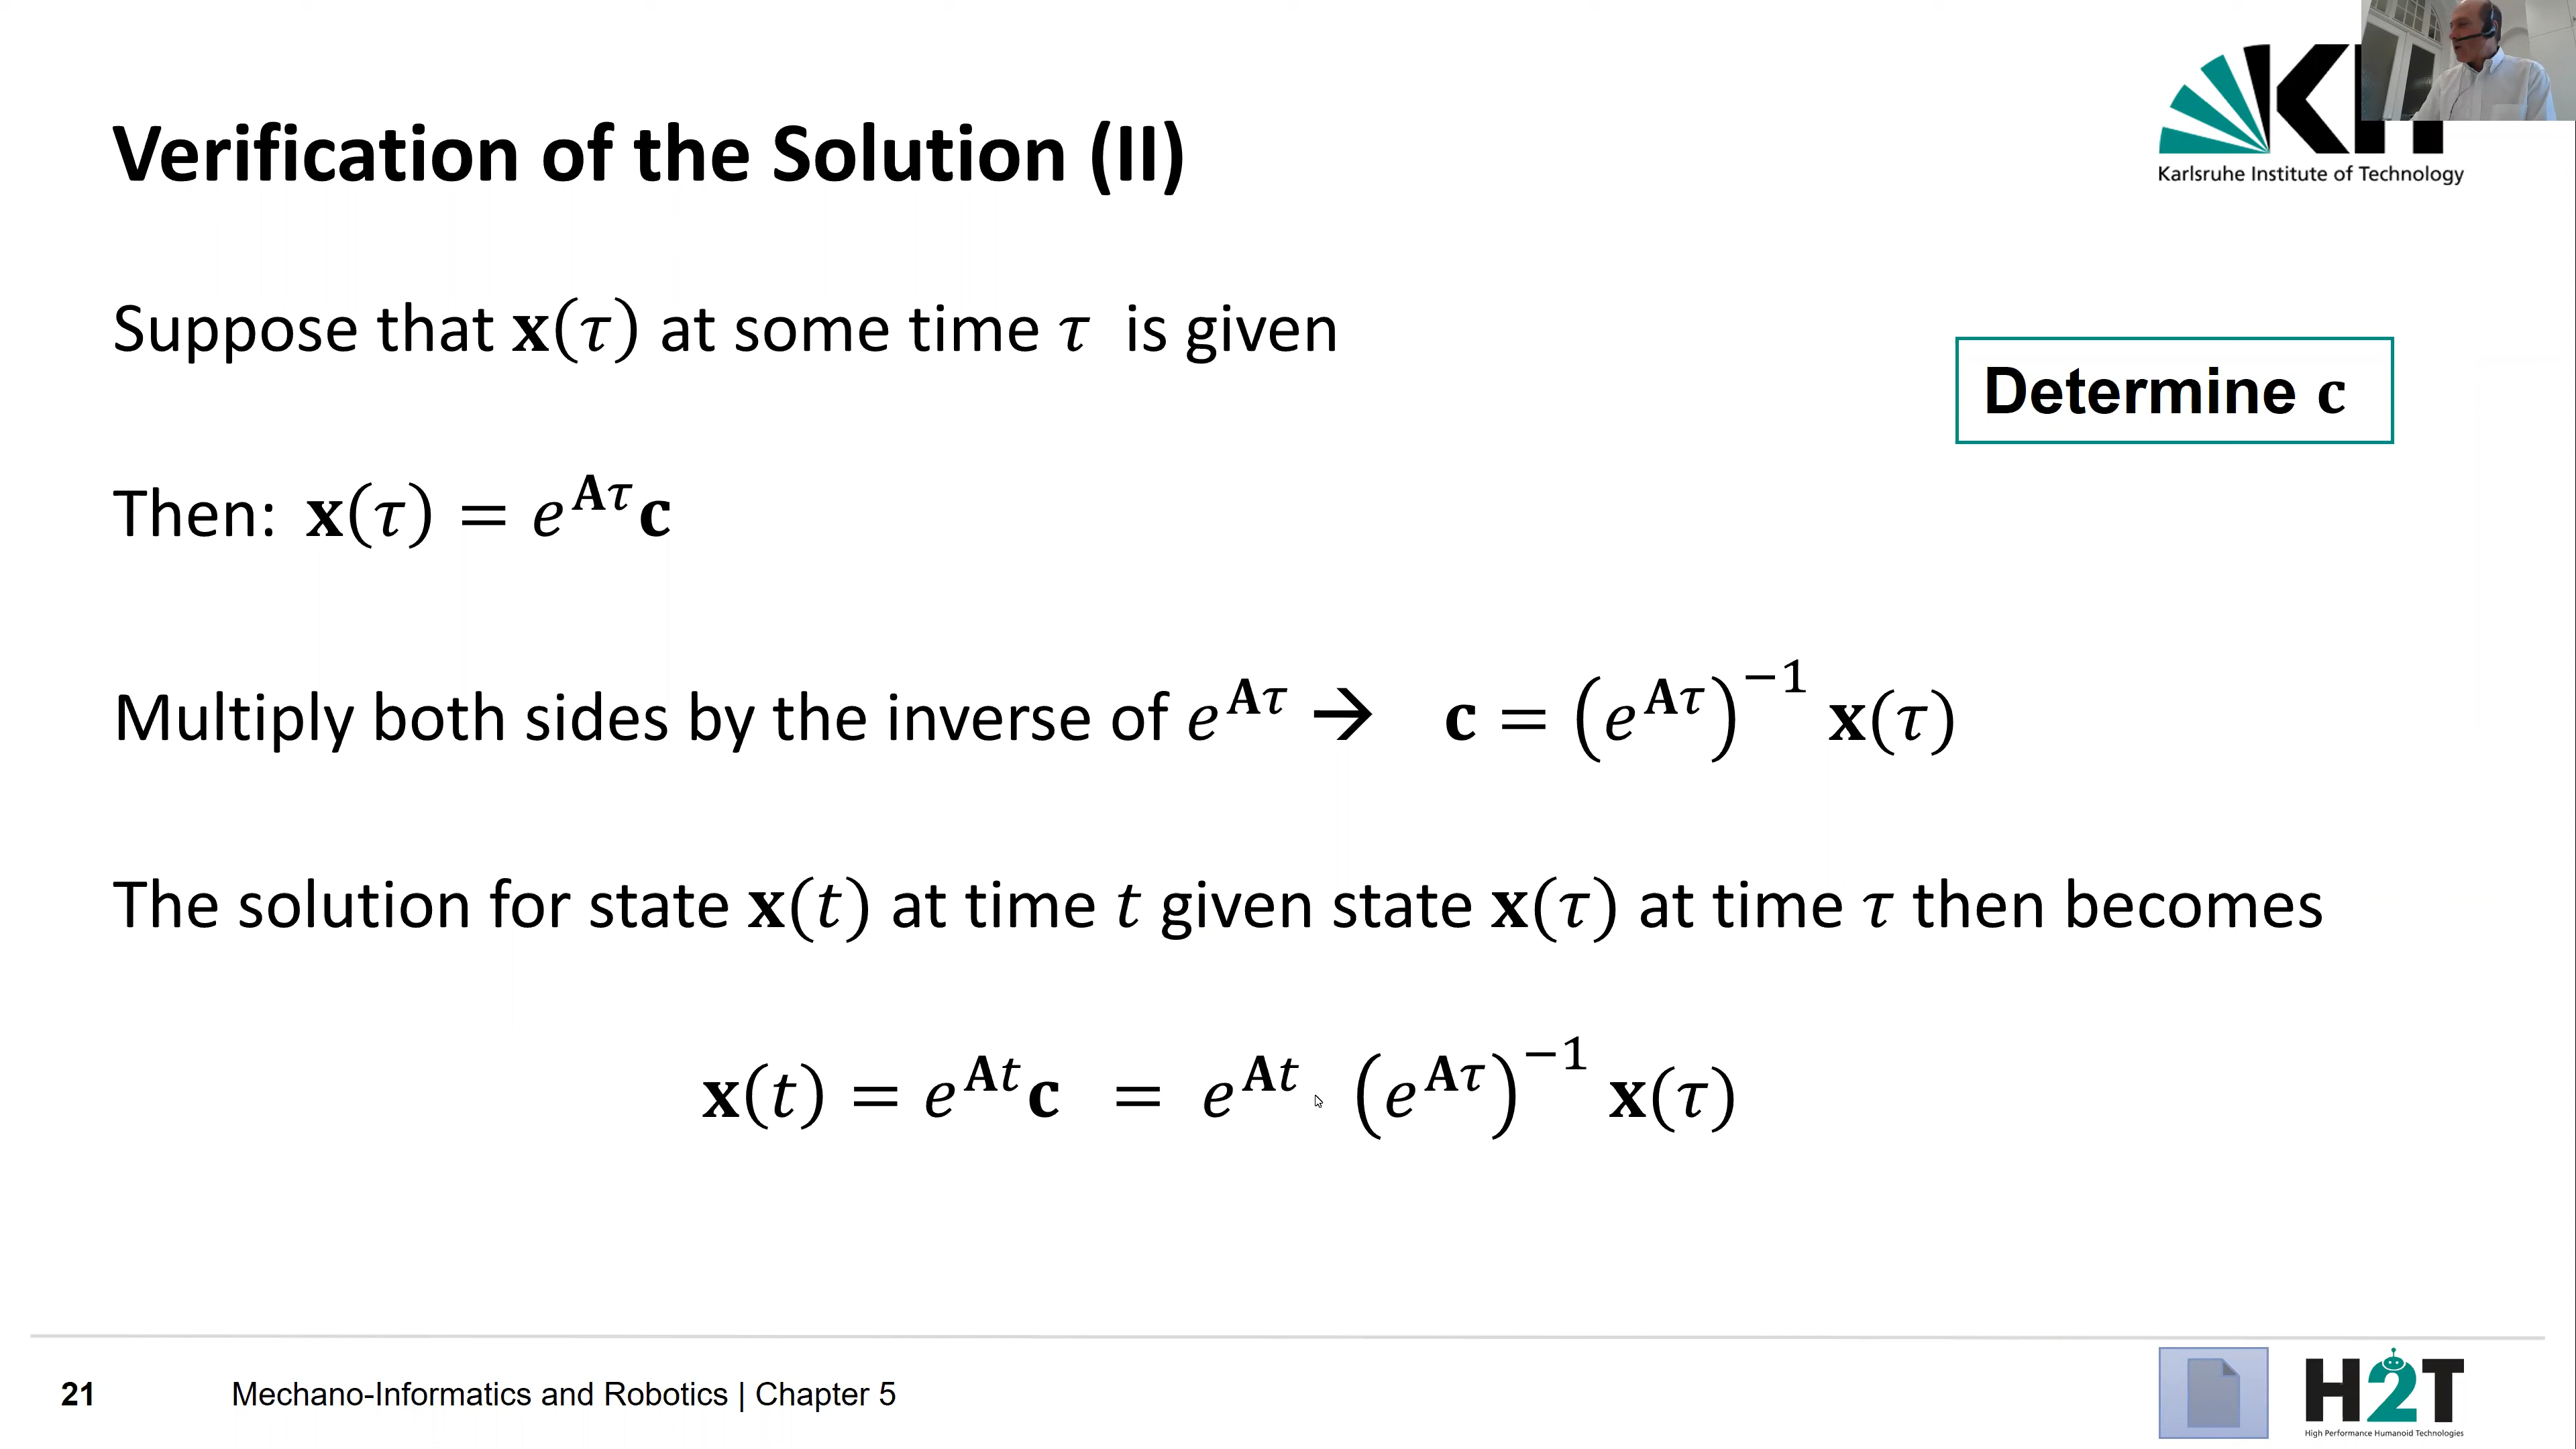 Verification of the Solution (II)
Karlsruhe Institute of Technology
Suppose that 𝐱(𝜏) at some time 𝜏 is given
Determine 𝐜
Then: 𝐱(𝜏) = 𝑒^{𝐀𝜏}𝐜
Multiply both sides by the inverse of 𝑒^{𝐀𝜏} → 𝐜 = (𝑒^{𝐀𝜏})^{−1} 𝐱(𝜏)
The solution for state 𝐱(𝑡) at time 𝑡 given state 𝐱(𝜏) at time 𝜏 then becomes
𝐱(𝑡) = 𝑒^{𝐀𝑡}𝐜 = 𝑒^{𝐀𝑡} (𝑒^{𝐀𝜏})^{−1} 𝐱(𝜏)
21 Mechano-Informatics and Robotics | Chapter 5
H2T
High Performance Humanoid Technologies